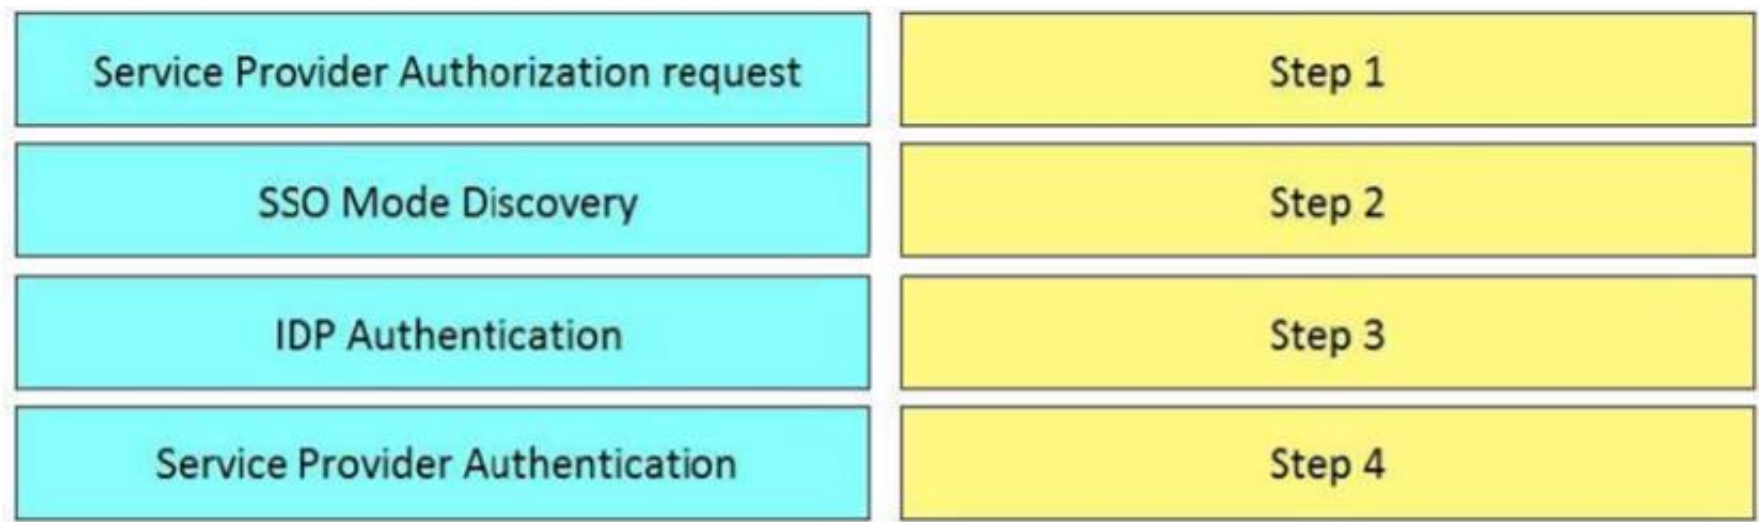 Service Provider Authorization request
Step 1
SSO Mode Discovery
Step 2
IDP Authentication
Step 3
Service Provider Authentication
Step 4